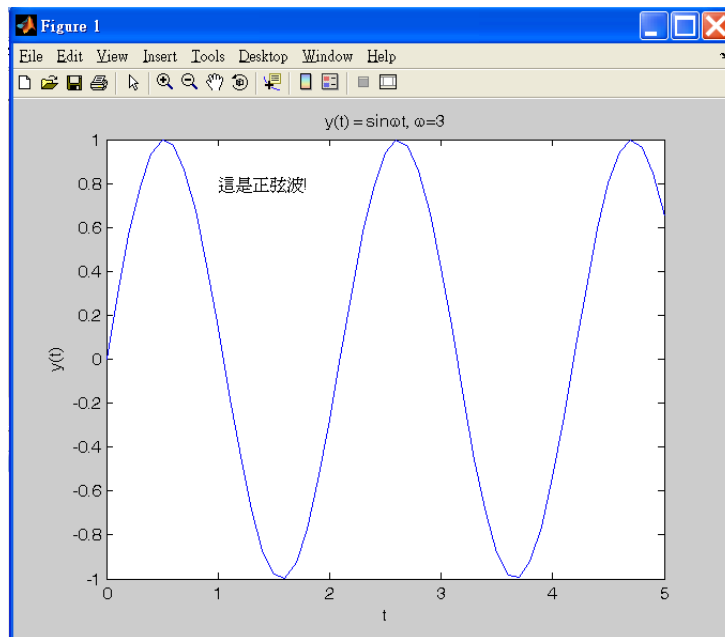 Figure 1
File Edit View Insert Tools Desktop Window Help
y(t) = sinωt, ω=3
1
這是正弦波!
0.8
0.6
0.4
0.2
y(t)
0
-0.2
-0.4
-0.6
-0.8
-1
0 1 2 3 4 5
t